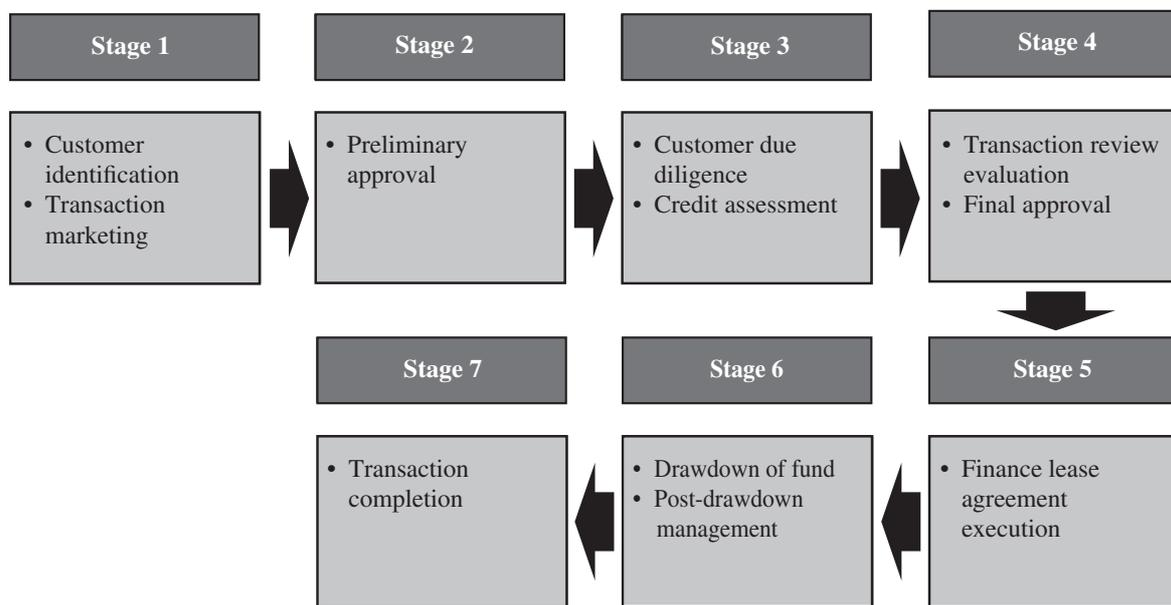 Stage 1
• Customer
identification
• Transaction
marketing
Stage 2
• Preliminary
approval
Stage 3
• Customer due
diligence
• Credit assessment
Stage 4
• Transaction review
evaluation
• Final approval
Stage 5
• Finance lease
agreement
execution
Stage 6
• Drawdown of fund
• Post-drawdown
management
Stage 7
• Transaction
completion